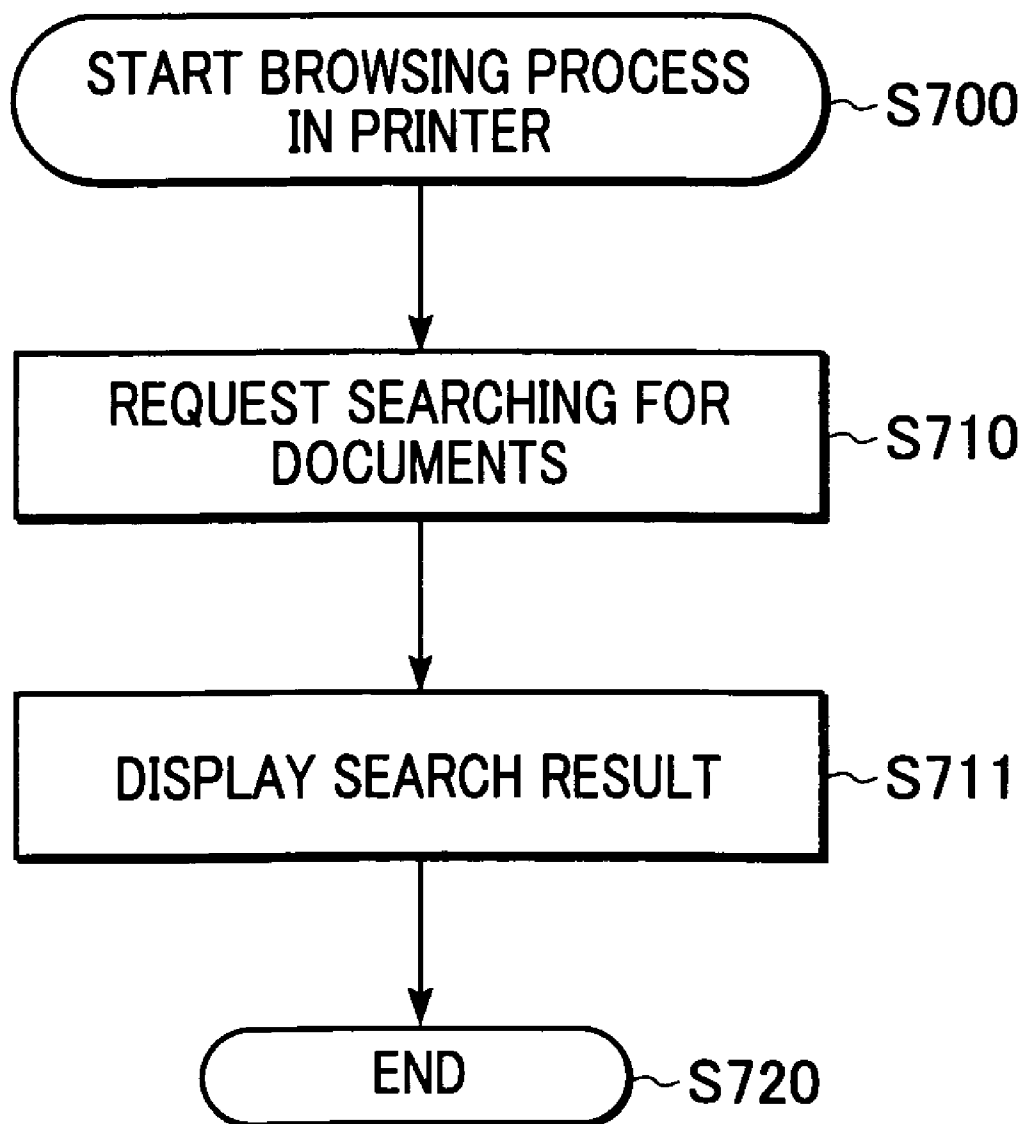 START BROWSING PROCESS
IN PRINTER
S700
REQUEST SEARCHING FOR
DOCUMENTS
S710
DISPLAY SEARCH RESULT
S711
END
S720